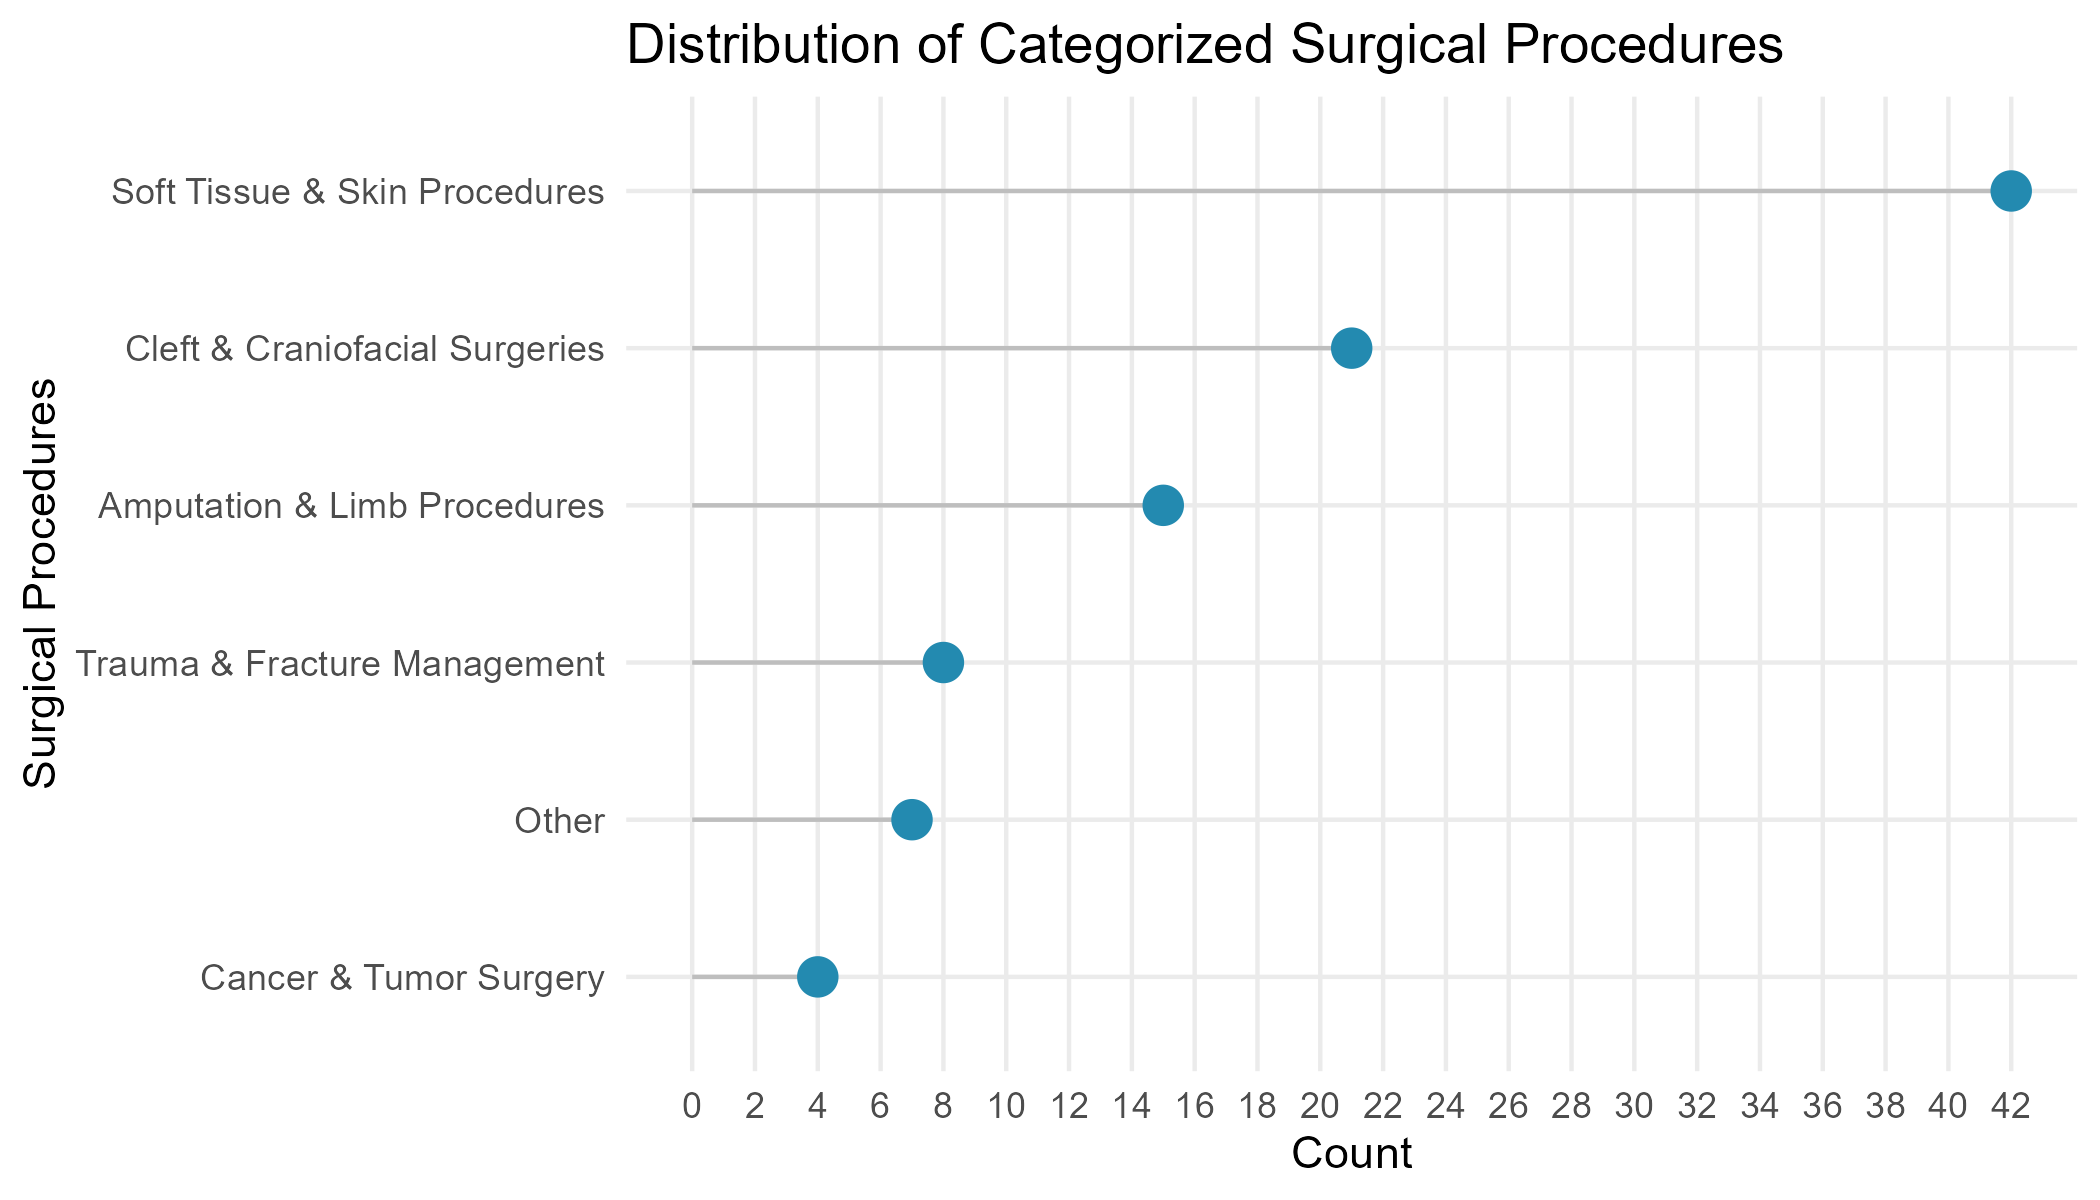 Distribution of Categorized Surgical Procedures
Surgical Procedures
Soft Tissue & Skin Procedures
Cleft & Craniofacial Surgeries
Amputation & Limb Procedures
Trauma & Fracture Management
Other
Cancer & Tumor Surgery
0 2 4 6 8 10 12 14 16 18 20 22 24 26 28 30 32 34 36 38 40 42
Count